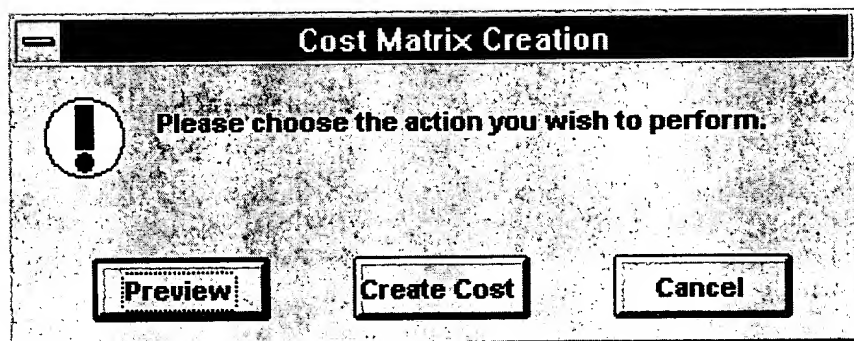 Cost Matrix Creation
Please choose the action you wish to perform.
Preview Create Cost Cancel